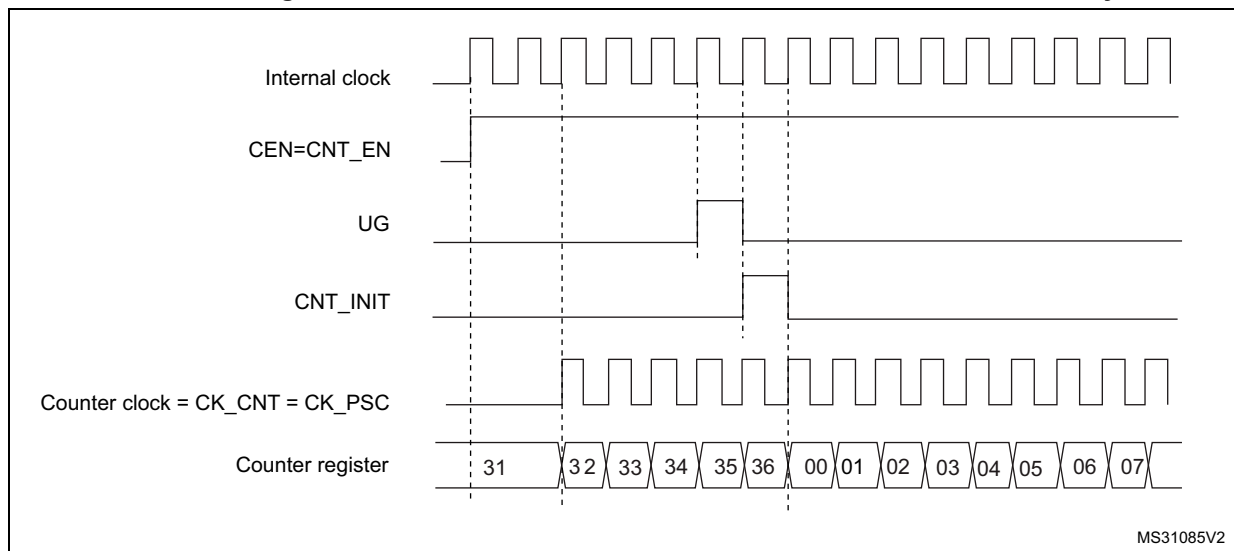 Internal clock
CEN=CNT_EN
UG
CNT_INIT
Counter clock = CK_CNT = CK_PSC
Counter register 31 32 33 34 35 36 00 01 02 03 04 05 06 07
MS31085V2